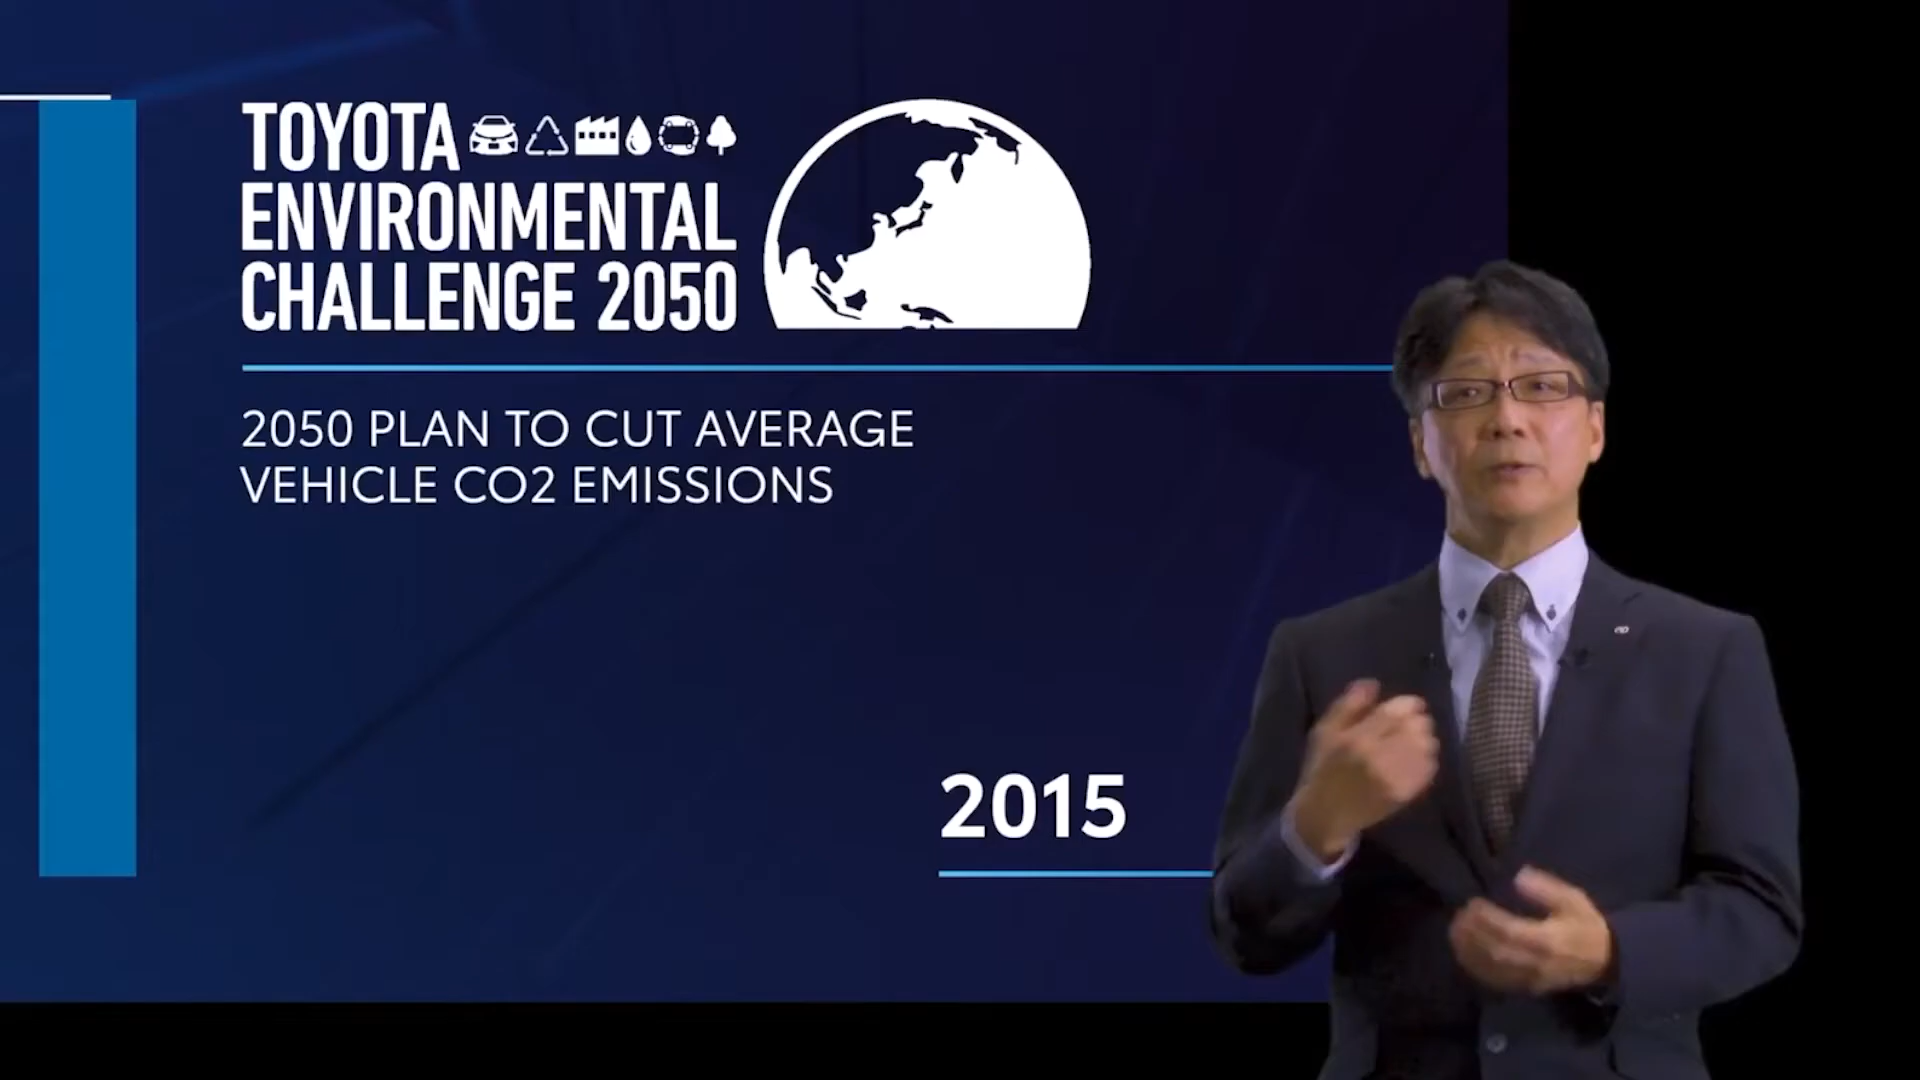 TOYOTA
ENVIRONMENTAL
CHALLENGE 2050
2050 PLAN TO CUT AVERAGE
VEHICLE CO2 EMISSIONS
2015